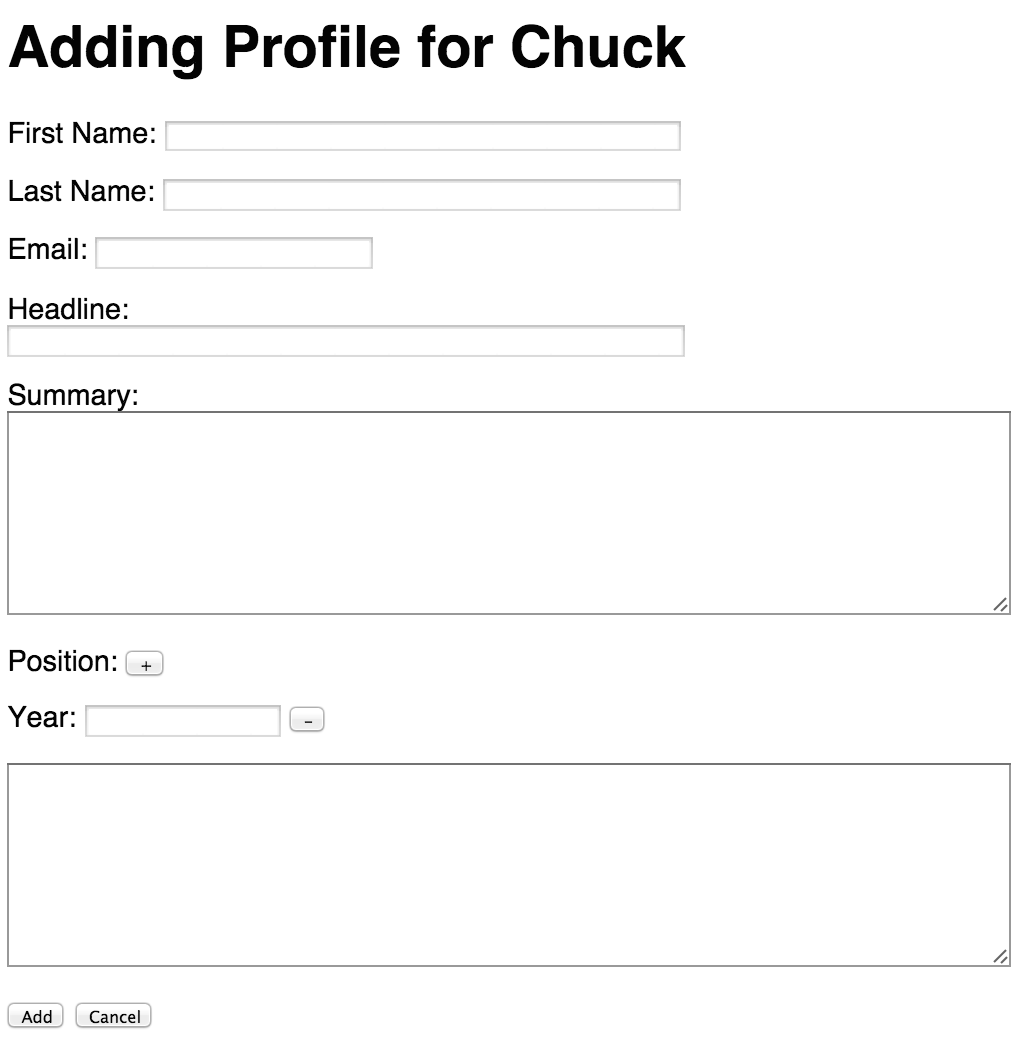 Adding Profile for Chuck
First Name:
Last Name:
Email:
Headline:
Summary:
Position: +
Year: -
Add Cancel